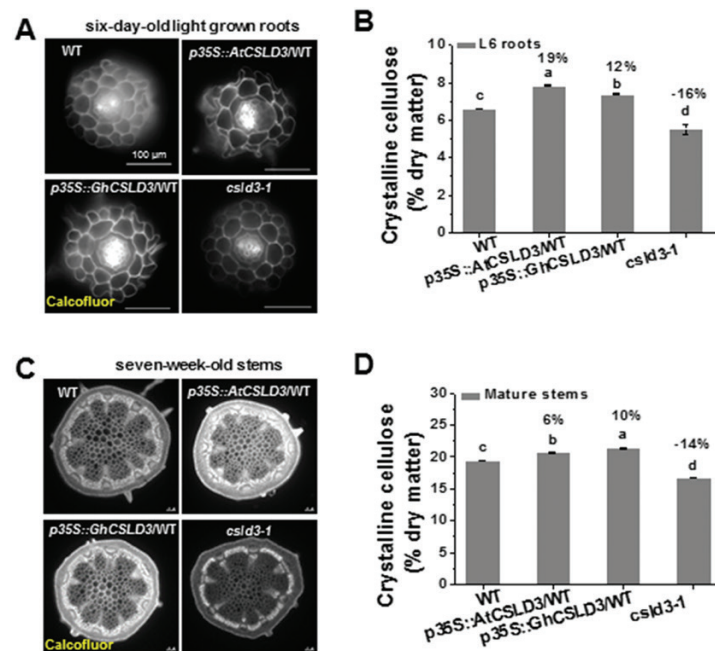 A
six-day-old light grown roots
WT
100 µm
p35S::AtCSLD3/WT
p35S::GhCSLD3/WT
Calcofluor
csld3-1
B
Crystalline cellulose
(% dry matter)
10
8
6
4
2
0
L6 roots
c
19%
a
12%
b
-16%
d
WT
p35S::AtCSLD3/WT
p35S::GhCSLD3/WT
csld3-1
C
seven-week-old stems
WT
p35S::AtCSLD3/WT
p35S::GhCSLD3/WT
Calcofluor
csld3-1
D
Crystalline cellulose
(% dry matter)
30
25
20
15
10
5
0
Mature stems
c
6%
b
10%
a
-14%
d
WT
p35S::AtCSLD3/WT
p35S::GhCSLD3/WT
csld3-1